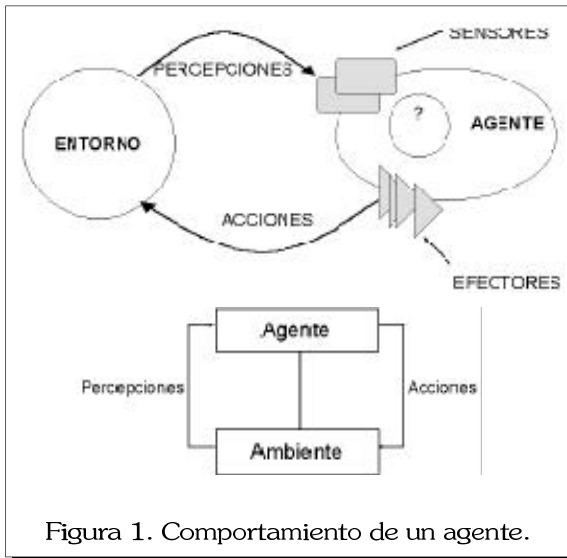 SENSORES
PERCEPCIONES
?
AGENTE
ENTORNO
ACCIONES
EFECTORES
Agente
Percepciones
Acciones
Ambiente
Figura 1. Comportamiento de un agente.